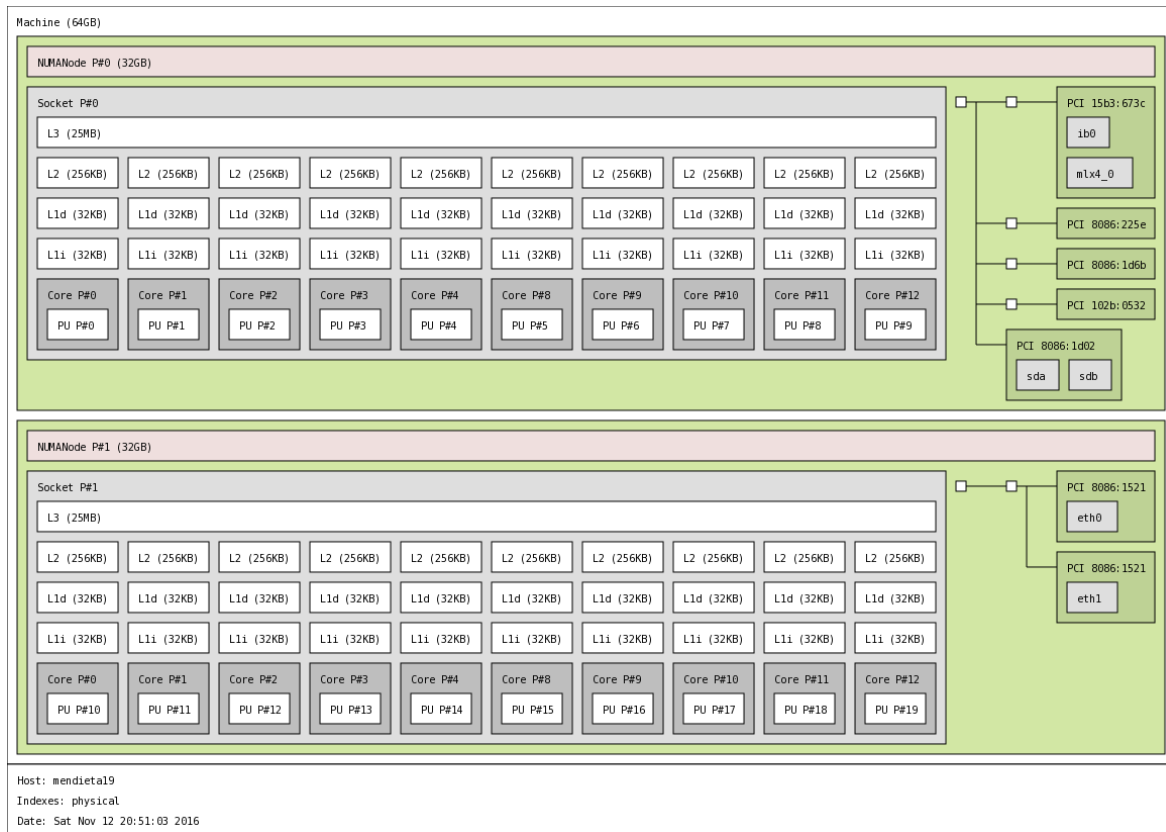 Machine (64GB)
NUMANode P#0 (32GB)
Socket P#0
L3 (25MB)
L2 (256KB) L2 (256KB) L2 (256KB) L2 (256KB) L2 (256KB) L2 (256KB) L2 (256KB) L2 (256KB) L2 (256KB) L2 (256KB)
L1d (32KB) L1d (32KB) L1d (32KB) L1d (32KB) L1d (32KB) L1d (32KB) L1d (32KB) L1d (32KB) L1d (32KB) L1d (32KB)
L1i (32KB) L1i (32KB) L1i (32KB) L1i (32KB) L1i (32KB) L1i (32KB) L1i (32KB) L1i (32KB) L1i (32KB) L1i (32KB)
Core P#0 Core P#1 Core P#2 Core P#3 Core P#4 Core P#8 Core P#9 Core P#10 Core P#11 Core P#12
PU P#0 PU P#1 PU P#2 PU P#3 PU P#4 PU P#5 PU P#6 PU P#7 PU P#8 PU P#9
PCI 15b3:673c
ib0
mlx4_0
PCI 8086:225e
PCI 8086:1d6b
PCI 102b:0532
PCI 8086:1d02
sda sdb
NUMANode P#1 (32GB)
Socket P#1
L3 (25MB)
L2 (256KB) L2 (256KB) L2 (256KB) L2 (256KB) L2 (256KB) L2 (256KB) L2 (256KB) L2 (256KB) L2 (256KB) L2 (256KB)
L1d (32KB) L1d (32KB) L1d (32KB) L1d (32KB) L1d (32KB) L1d (32KB) L1d (32KB) L1d (32KB) L1d (32KB) L1d (32KB)
L1i (32KB) L1i (32KB) L1i (32KB) L1i (32KB) L1i (32KB) L1i (32KB) L1i (32KB) L1i (32KB) L1i (32KB) L1i (32KB)
Core P#0 Core P#1 Core P#2 Core P#3 Core P#4 Core P#8 Core P#9 Core P#10 Core P#11 Core P#12
PU P#10 PU P#11 PU P#12 PU P#13 PU P#14 PU P#15 PU P#16 PU P#17 PU P#18 PU P#19
PCI 8086:1521
eth0
PCI 8086:1521
eth1
Host: mendieta19
Indexes: physical
Date: Sat Nov 12 20:51:03 2016